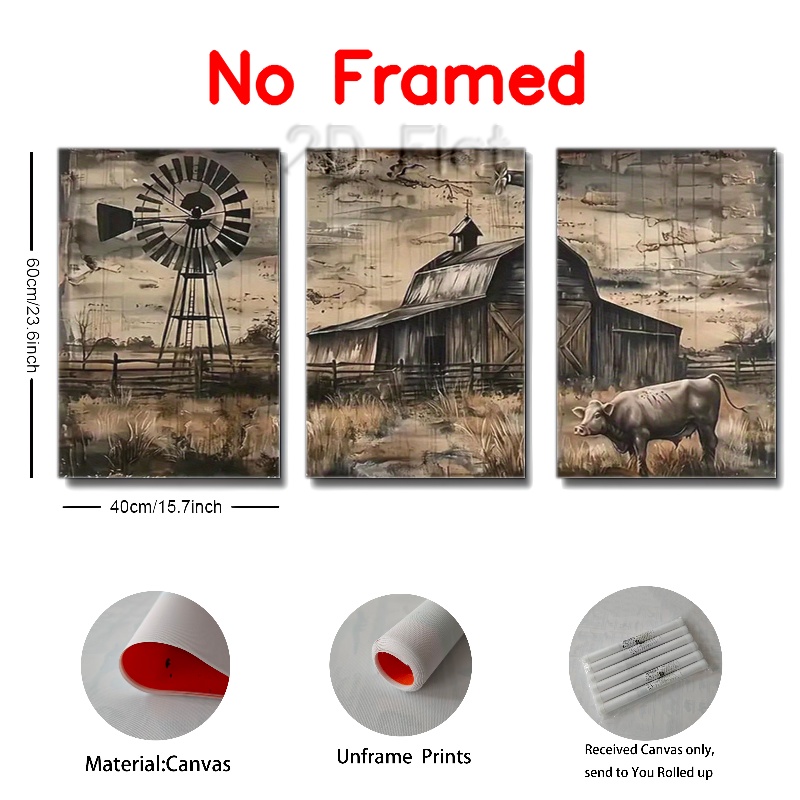 No Framed
2D Flat
60cm/23.6inch
40cm/15.7inch
Material:Canvas
Unframe Prints
Received Canvas only,
send to You Rolled up